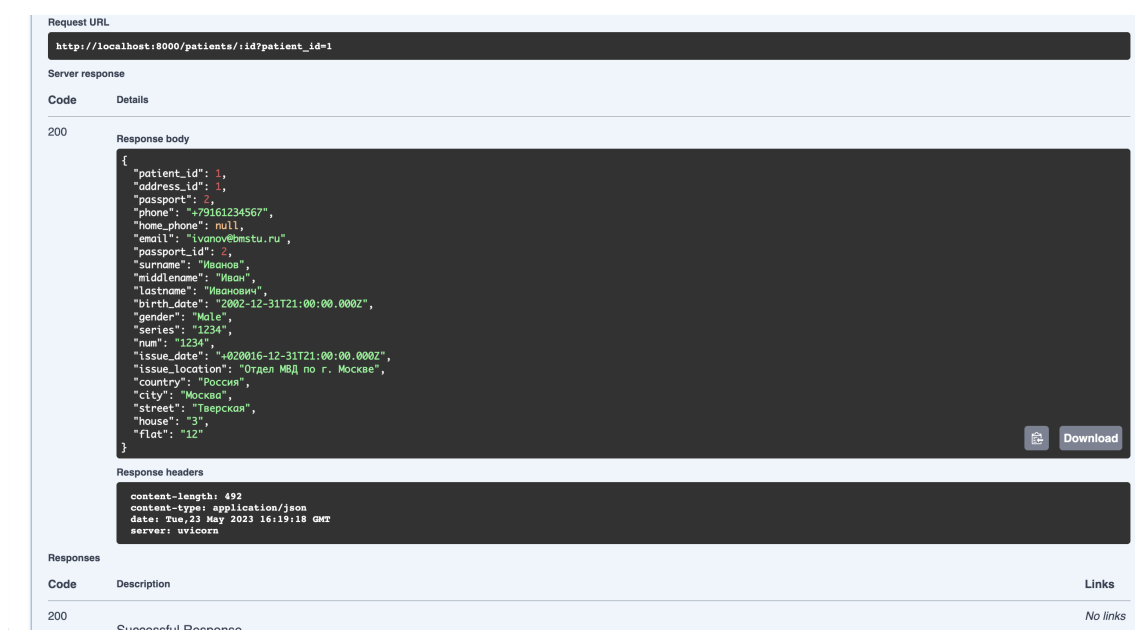 Request URL
http://localhost:8000/patients/:id?patient_id=1
Server response
Code Details
200
Response body
{
"patient_id": 1,
"address_id": 1,
"passport": 2,
"phone": "+79161234567",
"home_phone": null,
"email": "ivanov@bmstu.ru",
"passport_id": 2,
"surname": "Иванов",
"middlename": "Иван",
"lastname": "Иванович",
"birth_date": "2002-12-31T21:00:00.000Z",
"gender": "Male",
"series": "1234",
"num": "1234",
"issue_date": "+020016-12-31T21:00:00.000Z",
"issue_location": "Отдел МВД по г. Москве",
"country": "Россия",
"city": "Москва",
"street": "Тверская",
"house": "3",
"flat": "12"
}
Download
Response headers
content-length: 492
content-type: application/json
date: Tue,23 May 2023 16:19:18 GMT
server: uvicorn
Responses
Code Description Links
200 No links
Successful Response